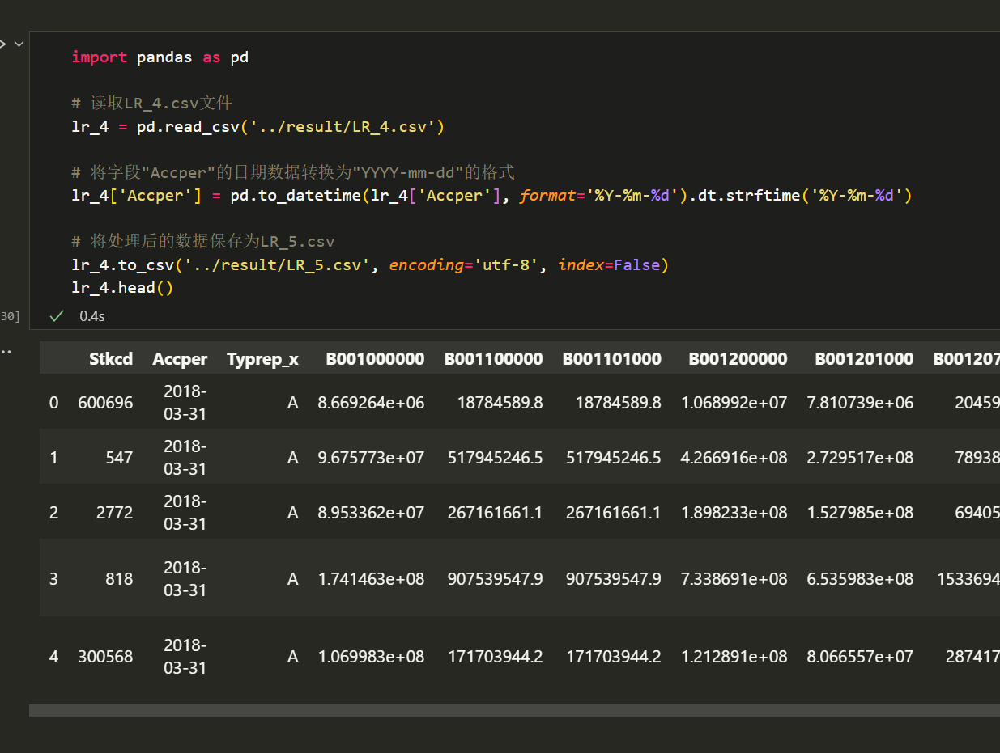 import pandas as pd
# 读取LR_4.csv文件
lr_4 = pd.read_csv('../result/LR_4.csv')
# 将字段"Accper"的日期数据转换为"YYYY-mm-dd"的格式
lr_4['Accper'] = pd.to_datetime(lr_4['Accper'], format='%Y-%m-%d').dt.strftime('%Y-%m-%d')
# 将处理后的数据保存为LR_5.csv
lr_4.to_csv('../result/LR_5.csv', encoding='utf-8', index=False)
lr_4.head()
30] 0.4s
Stkcd Accper Typrep_x B001000000 B001100000 B001101000 B001200000 B001201000 B001207
0 600696 2018-03-31 A 8.669264e+06 18784589.8 18784589.8 1.068992e+07 7.810739e+06 20459
1 547 2018-03-31 A 9.675773e+07 517945246.5 517945246.5 4.266916e+08 2.729517e+08 78938
2 2772 2018-03-31 A 8.953362e+07 267161661.1 267161661.1 1.898233e+08 1.527985e+08 69405
3 818 2018-03-31 A 1.741463e+08 907539547.9 907539547.9 7.338691e+08 6.535983e+08 1533694
4 300568 2018-03-31 A 1.069983e+08 171703944.2 171703944.2 1.212891e+08 8.066557e+07 287417